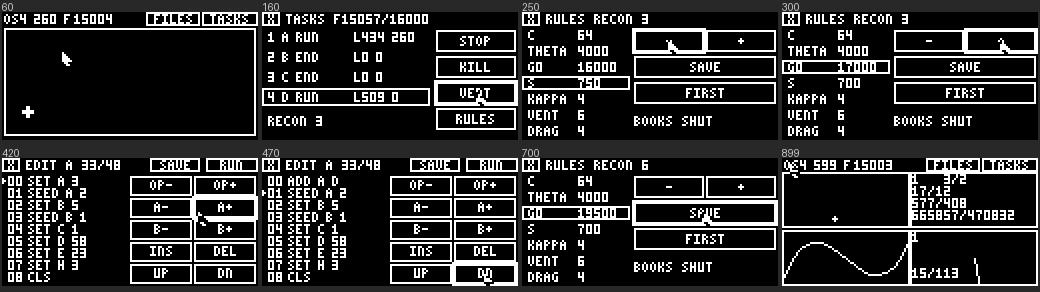 60
OS4 260 F15004
FILES
TASKS
160
X TASKS F15057/16000
1 A RUN L434 260
2 B END L0 0
3 C END L0 0
4 D RUN L509 0
RECON 3
STOP
KILL
VENT
RULES
250
X RULES RECON 3
C 64
THETA 4000
GO 16000
S 750
KAPPA 4
VENT 6
DRAG 4
- +
SAVE
FIRST
BOOKS SHUT
300
X RULES RECON 3
C 64
THETA 4000
GO 17000
S 700
KAPPA 4
VENT 6
DRAG 4
-
SAVE
FIRST
BOOKS SHUT
420
X EDIT A 33/48
SAVE
RUN
00 SET A 3
01 SEED A 2
02 SET B 5
03 SEED B 1
04 SET C 1
05 SET D 58
06 SET E 23
07 SET H 3
08 CLS
OP- OP+
A- A+
B- B+
INS DEL
UP DN
470
X EDIT A 33/48
SAVE
RUN
00 ADD A D
01 SEED A 2
02 SET B 5
03 SEED B 1
04 SET C 1
05 SET D 58
06 SET E 23
07 SET H 3
08 CLS
OP- OP+
A- A+
B- B+
INS DEL
UP DN
700
X RULES RECON 6
C 64
THETA 4000
GO 19500
S 700
KAPPA 4
VENT 6
DRAG 4
- +
SAVE
FIRST
BOOKS SHUT
899
OS4 599 F15003
FILES
TASKS
1 3/2
17/12
577/408
665857/470832
1
15/113